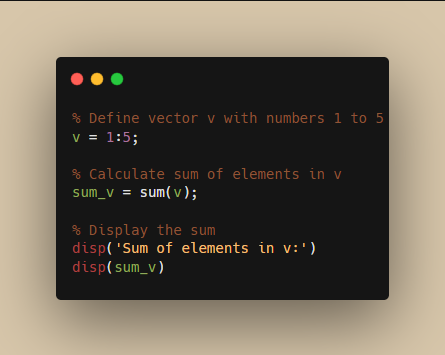 % Define vector v with numbers 1 to 5
v = 1:5;
% Calculate sum of elements in v
sum_v = sum(v);
% Display the sum
disp('Sum of elements in v:')
disp(sum_v)